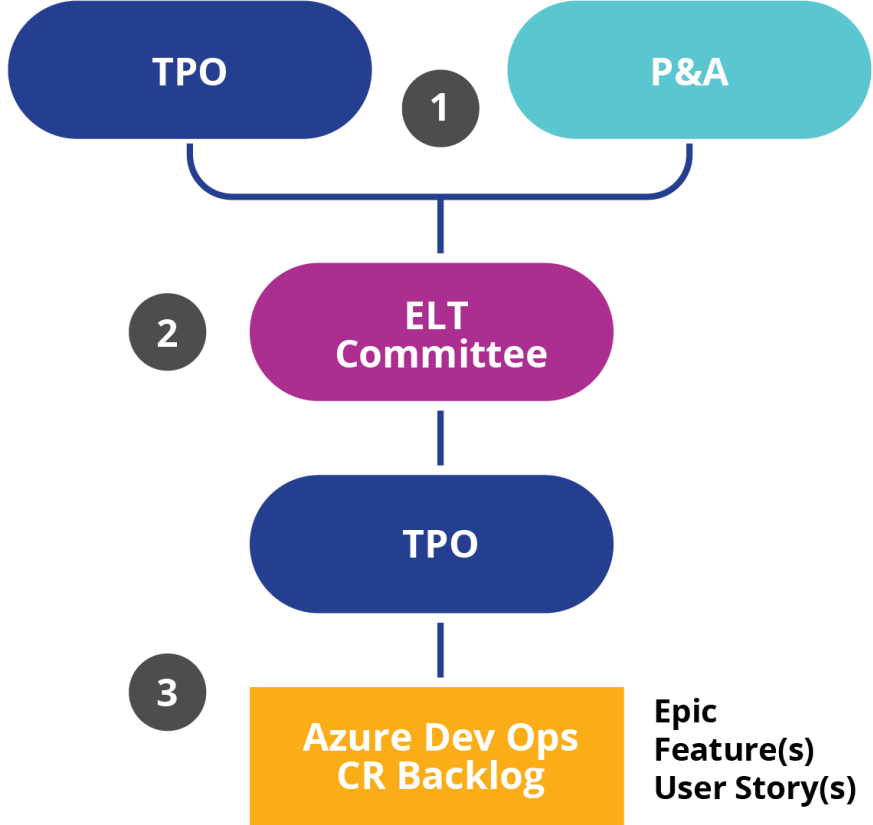 TPO
P&A
1
ELT
Committee
2
TPO
3
Azure Dev Ops
CR Backlog
Epic
Feature(s)
User Story(s)